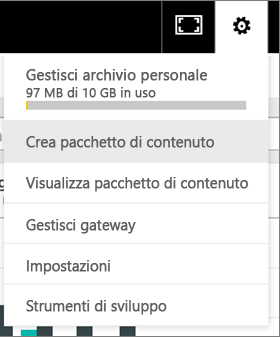 Gestisci archivio personale
97 MB di 10 GB in uso
Crea pacchetto di contenuto
Visualizza pacchetto di contenuto
Gestisci gateway
Impostazioni
Strumenti di sviluppo